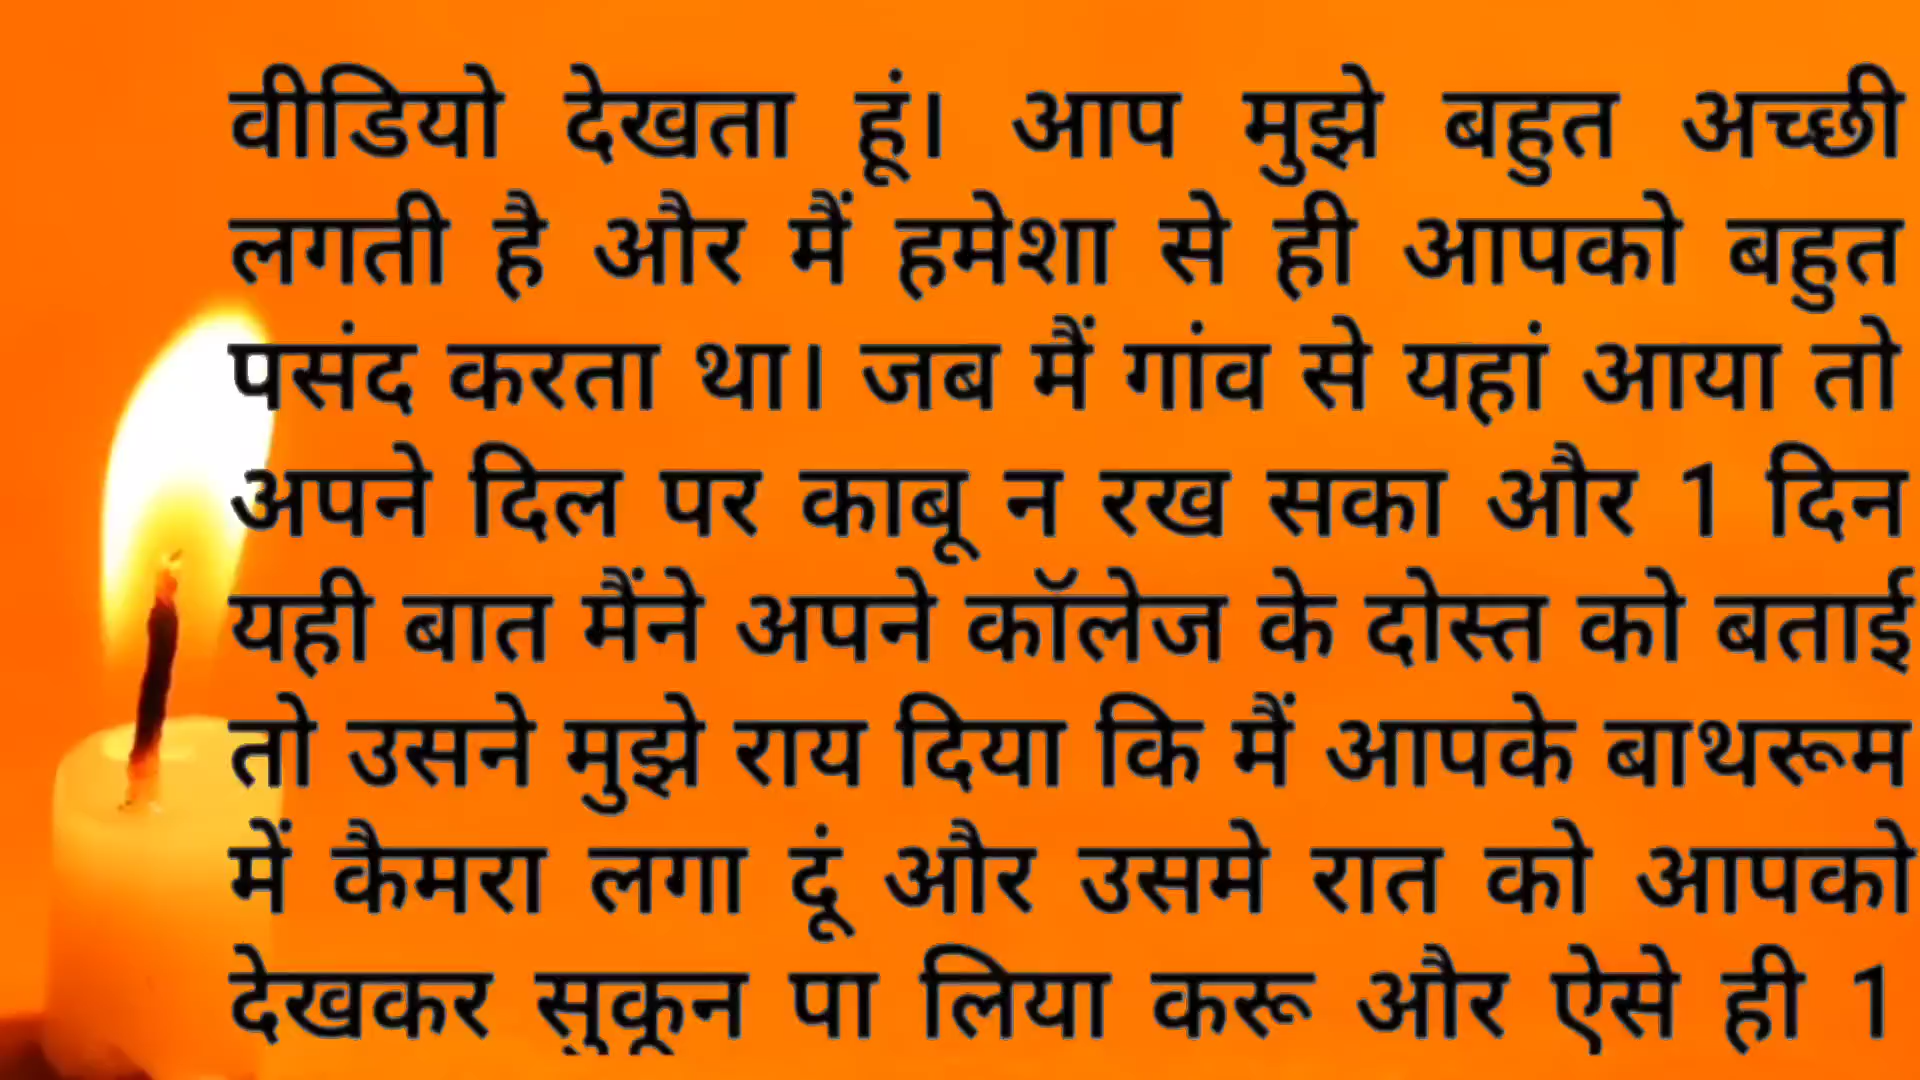 वीडियो देखता हूं। आप मुझे बहुत अच्छी
लगती है और मैं हमेशा से ही आपको बहुत
पसंद करता था। जब मैं गांव से यहां आया तो
अपने दिल पर काबू न रख सका और 1 दिन
यही बात मैंने अपने कॉलेज के दोस्त को बताई
तो उसने मुझे राय दिया कि मैं आपके बाथरूम
में कैमरा लगा दूं और उसमे रात को आपको
देखकर सुकून पा लिया करू और ऐसे ही 1